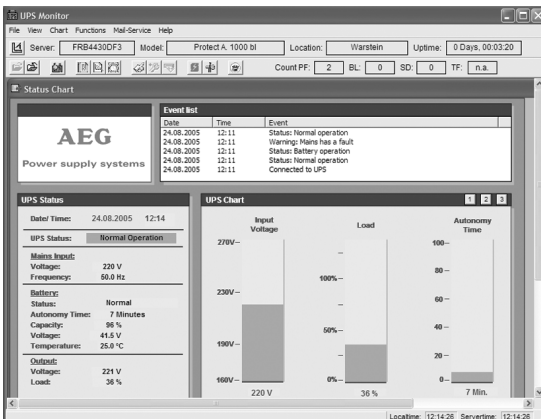 UPS Monitor
File View Chart Functions Mail-Service Help
Server: FRB4430DF3 Model: Protect A. 1000 bl Location: Warstein Uptime: 0 Days, 00:03:20
Count PF: 2 BL: 0 SD: 0 TF: n.a.
Status Chart
AEG
Power supply systems
Event list
Date Time Event
24.08.2005 12:11 Status: Normal operation
24.08.2005 12:11 Warning: Mains has a fault
24.08.2005 12:11 Status: Battery operation
24.08.2005 12:11 Status: Normal operation
24.08.2005 12:11 Connected to UPS
UPS Status
Date/ Time: 24.08.2005 12:14
UPS Status: Normal Operation
Mains Input:
Voltage: 220 V
Frequency: 50.0 Hz
Battery:
Status: Normal
Autonomy Time: 7 Minutes
Capacity: 96 %
Voltage: 41.5 V
Temperature: 25.0 °C
Output:
Voltage: 221 V
Load: 36 %
UPS Chart 1 2 3
Input Voltage
270V
230V
190V
160V
220 V
Load
100%
50%
0%
36 %
Autonomy Time
100
80
60
40
20
0
7 Min.
Localtime: 12:14:26 Servertime: 12:14:26